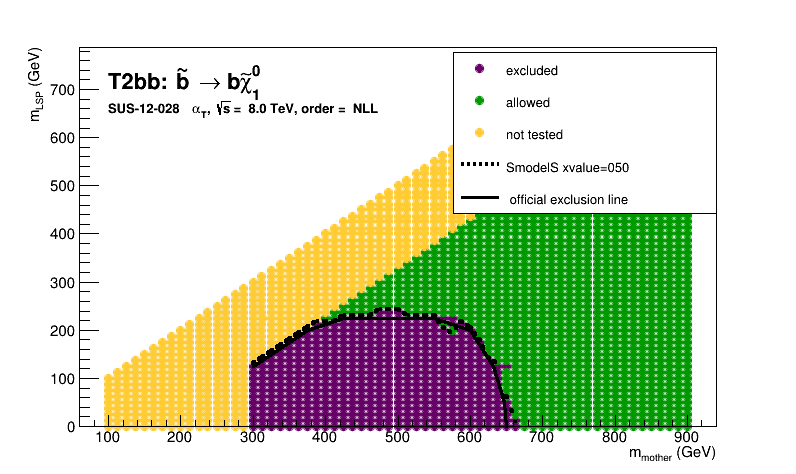 m_LSP (GeV)
T2bb: b̃ → bχ̃⁰₁
SUS-12-028 α_T, √s = 8.0 TeV, order = NLL
excluded
allowed
not tested
SmodelS xvalue=050
official exclusion line
700
600
500
400
300
200
100
0
100 200 300 400 500 600 700 800 900
m_mother (GeV)